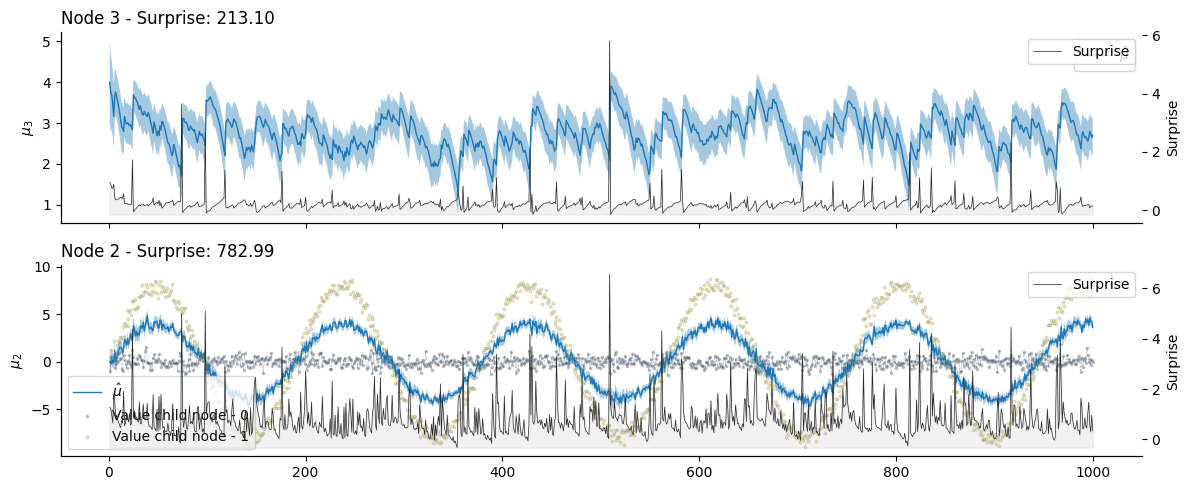 Node 3 - Surprise: 213.10
5
4
3
2
1
μ3
Surprise
6
4
2
0
Surprise
Node 2 - Surprise: 782.99
10
5
0
−5
μ2
Surprise
μ̂
Value child node - 0
Value child node - 1
6
4
2
0
Surprise
0
200
400
600
800
1000